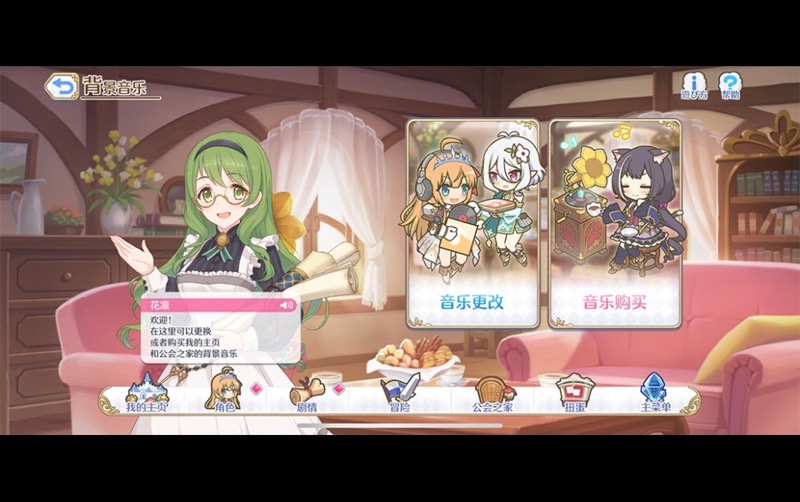 背景音乐
遊び方
帮助
音乐更改
音乐购买
花凛
欢迎！
在这里可以更换
或者购买我的主页
和公会之家的背景音乐
我的主页
角色
剧情
冒险
公会之家
扭蛋
主菜单